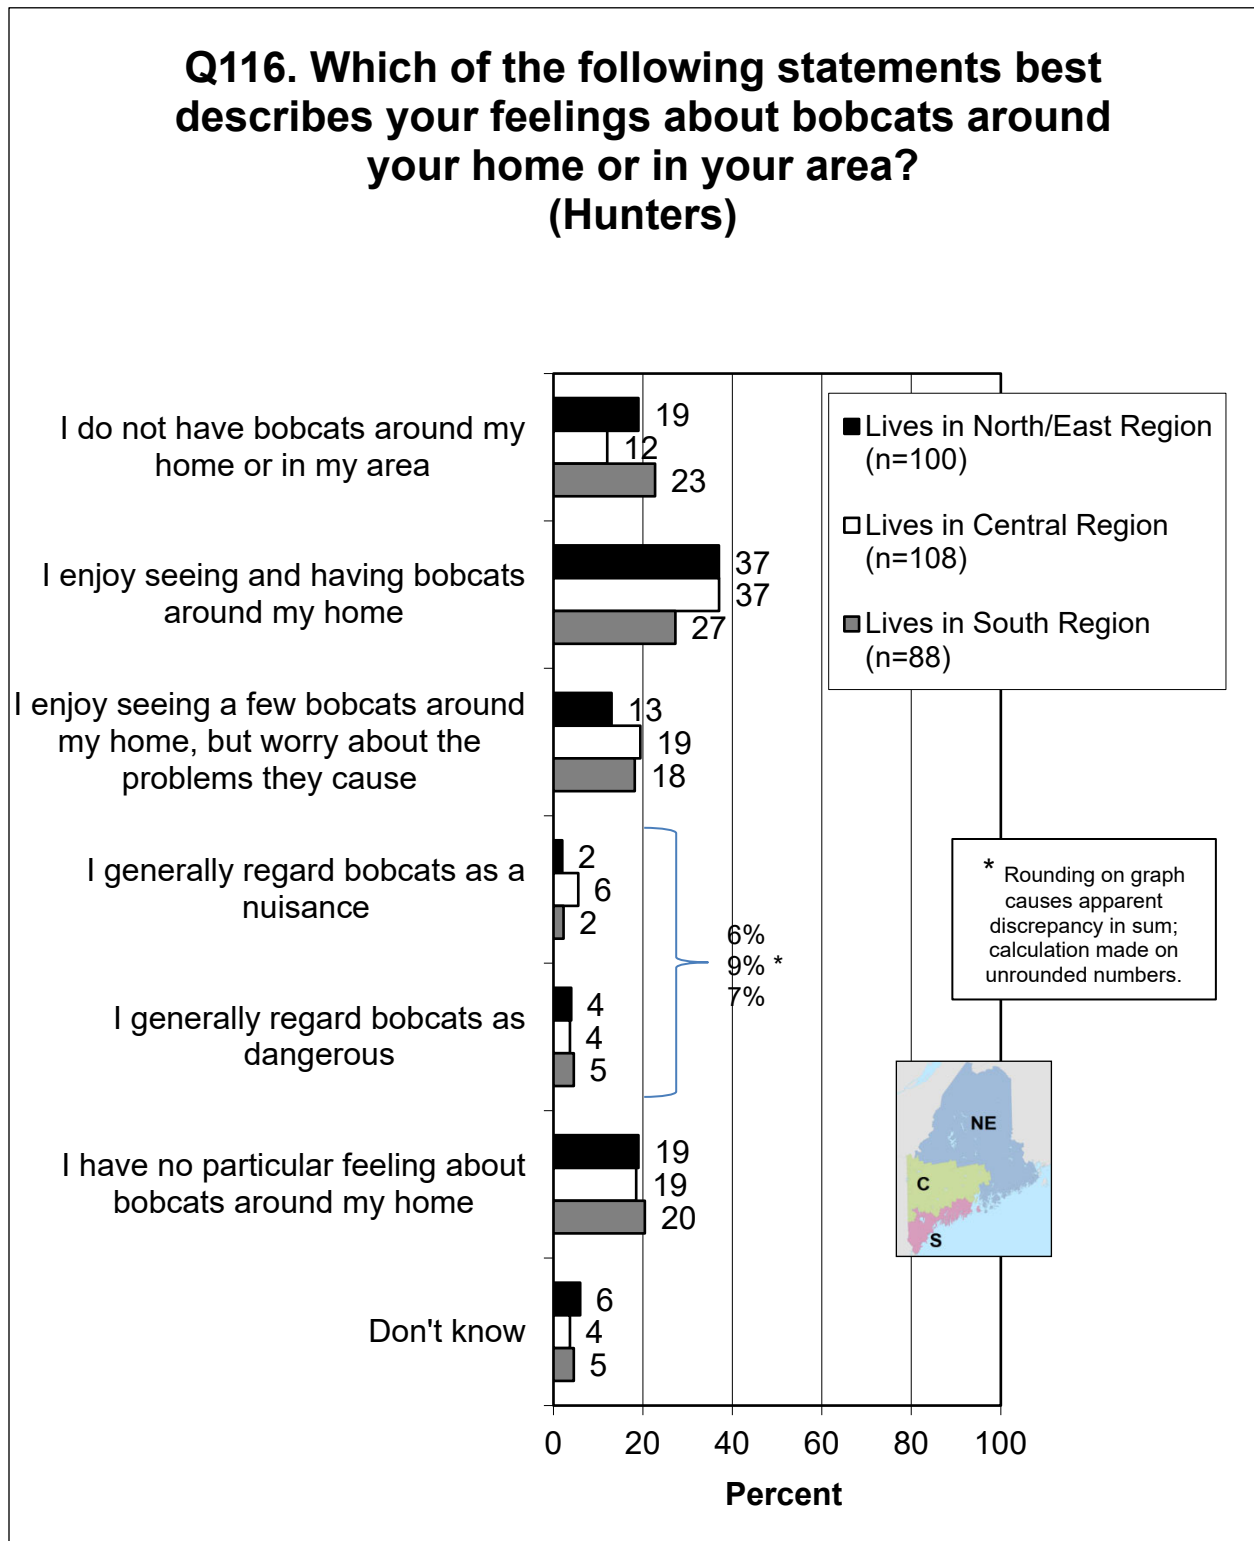 Q116. Which of the following statements best
describes your feelings about bobcats around
your home or in your area?
(Hunters)
I do not have bobcats around my
home or in my area
19
12
23
I enjoy seeing and having bobcats
around my home
37
37
27
I enjoy seeing a few bobcats around
my home, but worry about the
problems they cause
13
19
18
I generally regard bobcats as a
nuisance
2
6
2
I generally regard bobcats as
dangerous
4
4
5
6%
9% *
7%
I have no particular feeling about
bobcats around my home
19
19
20
Don't know
6
4
5
0 20 40 60 80 100
Percent
Lives in North/East Region
(n=100)
Lives in Central Region
(n=108)
Lives in South Region
(n=88)
* Rounding on graph
causes apparent
discrepancy in sum;
calculation made on
unrounded numbers.
NE
C
S